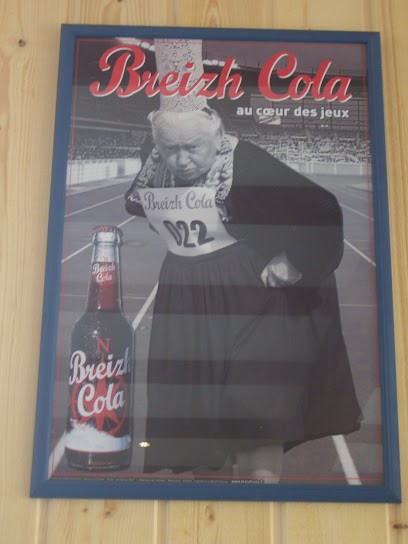 Breizh Cola
au cœur des jeux
Breizh Cola
022
Breizh
Cola
N
Breizh
Cola